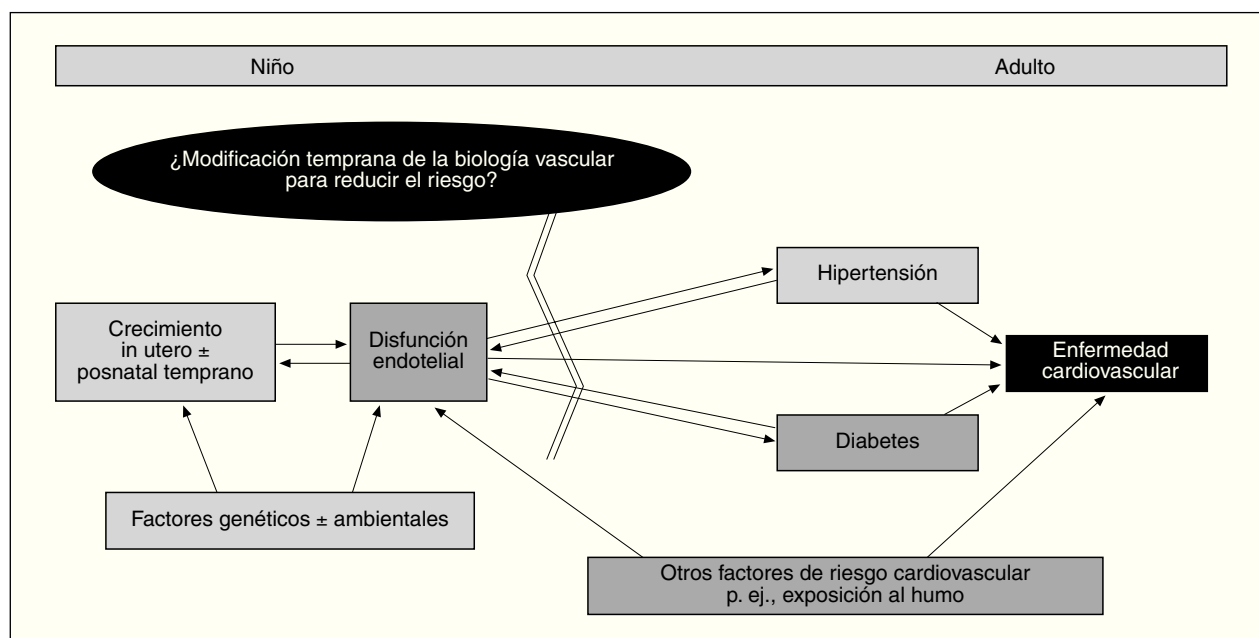 Niño
Adulto
¿Modificación temprana de la biología vascular
para reducir el riesgo?
Hipertensión
Crecimiento
in utero ±
posnatal temprano
Disfunción
endotelial
Enfermedad
cardiovascular
Diabetes
Factores genéticos ± ambientales
Otros factores de riesgo cardiovascular
p. ej., exposición al humo